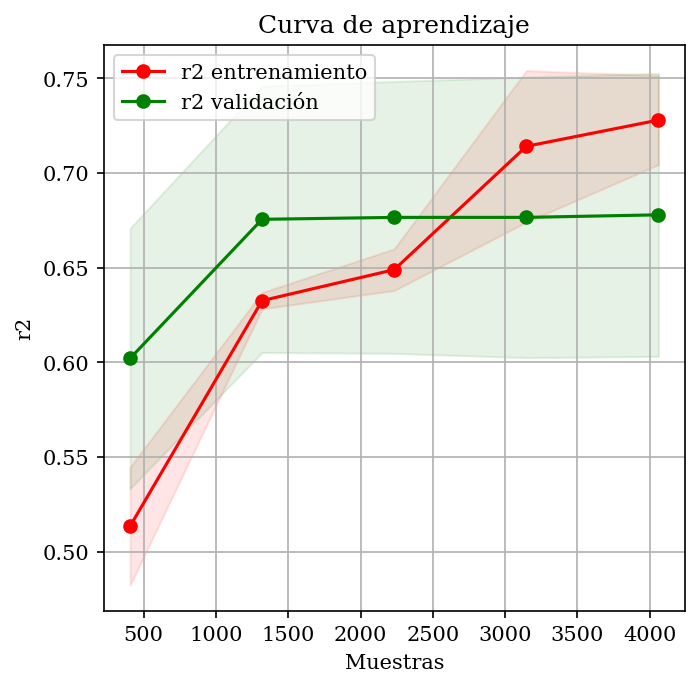 Curva de aprendizaje
r2 entrenamiento
r2 validación
0.75
0.70
0.65
0.60
0.55
0.50
r2
500 1000 1500 2000 2500 3000 3500 4000
Muestras